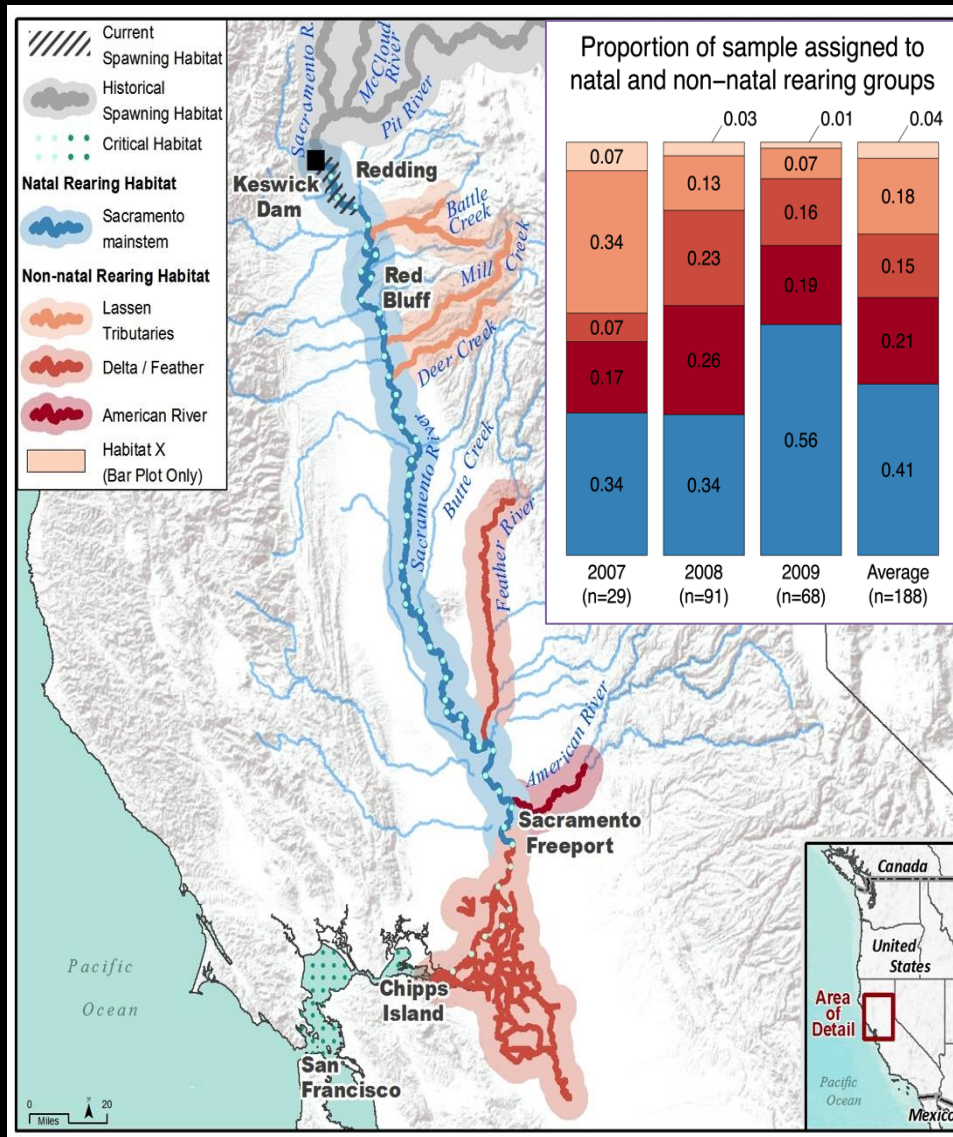 Current
Spawning Habitat
Historical
Spawning Habitat
Critical Habitat
Natal Rearing Habitat
Sacramento
mainstem
Non-natal Rearing Habitat
Lassen
Tributaries
Delta / Feather
American River
Habitat X
(Bar Plot Only)
Sacramento R.
McCloud
River
Pit River
Keswick
Dam
Redding
Battle
Creek
Red
Bluff
Mill Creek
Deer Creek
Sacramento River
Butte Creek
Feather River
American River
Sacramento
Freeport
Chipps
Island
San
Francisco
Pacific
Ocean
0 20
N
Miles
Proportion of sample assigned to
natal and non–natal rearing groups
0.03 0.01 0.04
0.07
0.34
0.07
0.17
0.34
0.13
0.23
0.26
0.34
0.07
0.16
0.19
0.56
0.18
0.15
0.21
0.41
2007 2008 2009 Average
(n=29) (n=91) (n=68) (n=188)
Canada
United
States
Area
of
Detail
Pacific
Ocean
Mexico